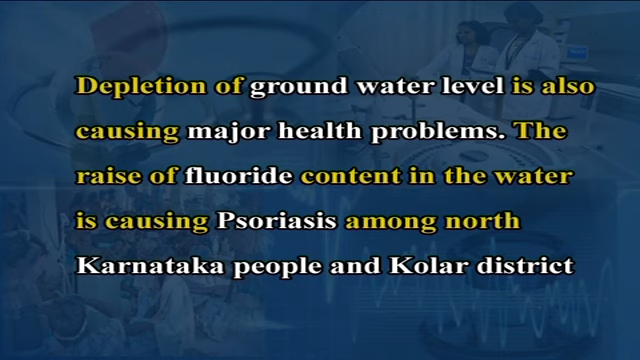 Depletion of ground water level is also
causing major health problems. The
raise of fluoride content in the water
is causing Psoriasis among north
Karnataka people and Kolar district